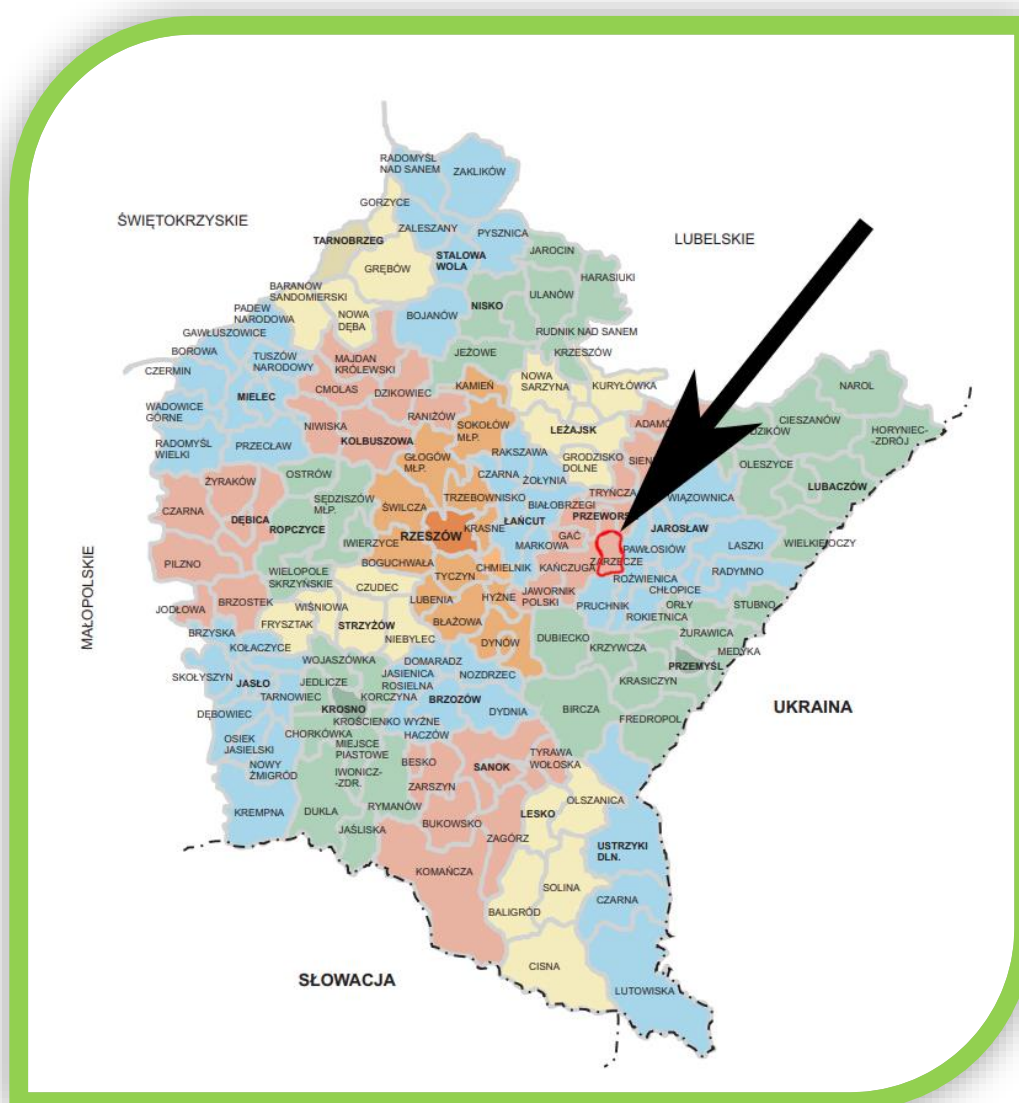 RADOMYŚL
NAD SANEM
ZAKLIKÓW
GORZYCE
ŚWIĘTOKRZYSKIE
ZALESZANY
PYSZNICA
LUBELSKIE
TARNOBRZEG
STALOWA
WOLA
JAROCIN
GRĘBÓW
HARASIUKI
BARANÓW
SANDOMIERSKI
ULANÓW
NISKO
PADEW
NARODOWA
NOWA
DĘBA
BOJANÓW
GAWŁUSZOWICE
RUDNIK NAD SANEM
BOROWA
TUSZÓW
NARODOWY
MAJDAN
KRÓLEWSKI
JEŻOWE
KRZESZÓW
CZERMIN
NOWA
SARZYNA
KURYŁÓWKA
CMOLAS
DZIKOWIEC
KAMIEŃ
NAROL
MIELEC
WADOWICE
GÓRNE
RANIŻÓW
SOKOŁÓW
MŁP.
CIESZANÓW
NIWISKA
LEŻAJSK
HORYNIEC-
-ZDRÓJ
RADOMYŚL
WIELKI
PRZECŁAW
KOLBUSZOWA
GŁOGÓW
MŁP.
RAKSZAWA
GRODZISKO
DOLNE
OLESZYCE
OSTRÓW
CZARNA
ŻOŁYNIA
LUBACZÓW
ŻYRAKÓW
SĘDZISZÓW
MŁP.
TRZEBOWNISKO
TRYŃCZA
WIĄZOWNICA
CZARNA
ŚWILCZA
BIAŁOBRZEGI
DĘBICA
ROPCZYCE
KRASNE
ŁAŃCUT
JAROSŁAW
RZESZÓW
GAĆ
IWIERZYCE
MARKOWA
PAWŁOSIÓW
LASZKI
WIELKIE OCZY
PILZNO
BOGUCHWAŁA
CHMIELNIK
KAŃCZUGA
ZARZECZE
MAŁOPOLSKIE
WIELOPOLE
SKRZYŃSKIE
TYCZYN
ROŹWIENICA
RADYMNO
CZUDEC
CHŁOPICE
JODŁOWA
BRZOSTEK
LUBENIA
HYŻNE
JAWORNIK
POLSKI
PRUCHNIK
ORŁY
STUBNO
WIŚNIOWA
ROKIETNICA
FRYSZTAK
STRZYŻÓW
BŁAŻOWA
BRZYSKA
NIEBYLEC
DYNÓW
DUBIECKO
ŻURAWICA
KOŁACZYCE
KRZYWCZA
MEDYKA
WOJASZÓWKA
DOMARADZ
PRZEMYŚL
SKOŁYSZYN
JASŁO
JEDLICZE
JASIENICA
ROSIELNA
NOZDRZEC
KRASICZYN
TARNOWIEC
KORCZYNA
BRZOZÓW
DĘBOWIEC
KROSNO
DYDNIA
BIRCZA
UKRAINA
KROŚCIENKO WYŻNE
FREDROPOL
CHORKÓWKA
HACZÓW
OSIEK
JASIELSKI
MIEJSCE
PIASTOWE
TYRAWA
WOŁOSKA
NOWY
ŻMIGRÓD
BESKO
SANOK
IWONICZ-
-ZDR.
ZARSZYN
OLSZANICA
KREMPNA
DUKLA
RYMANÓW
LESKO
BUKOWSKO
JAŚLISKA
ZAGÓRZ
USTRZYKI
DLN.
KOMAŃCZA
SOLINA
CZARNA
BALIGRÓD
CISNA
SŁOWACJA
LUTOWISKA